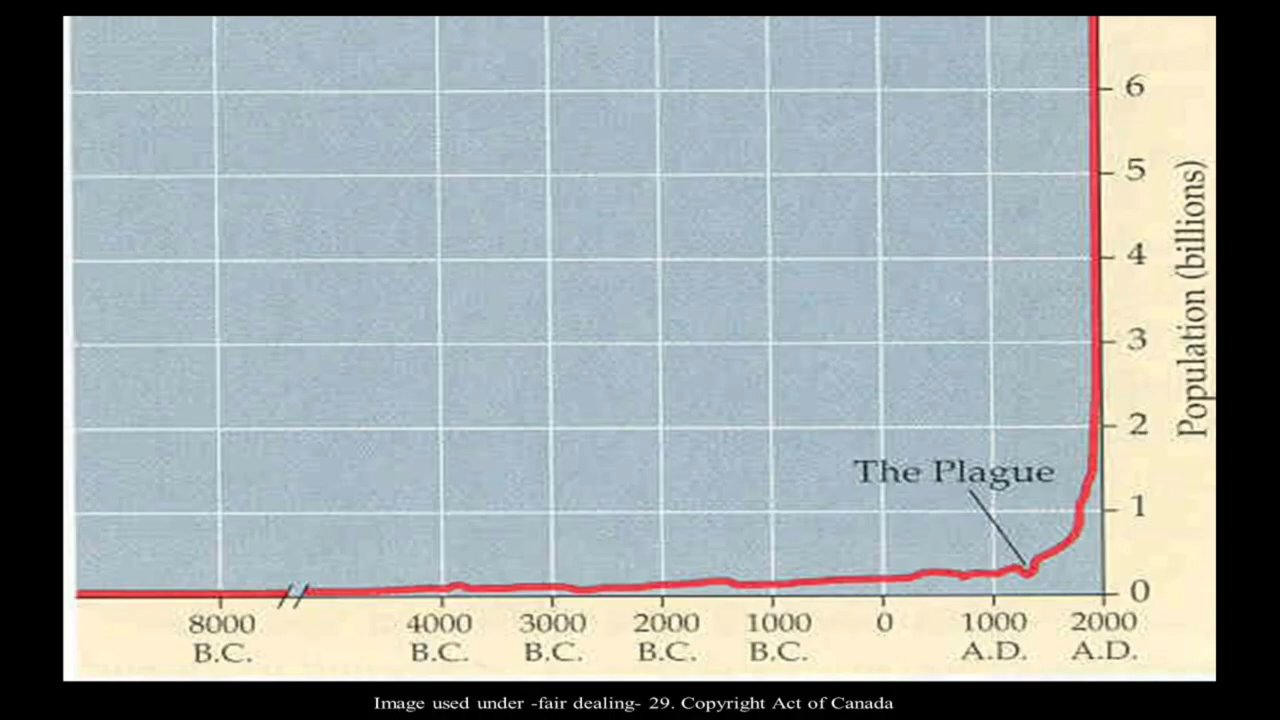 6
5
4
3
2
1
0
Population (billions)
The Plague
8000 4000 3000 2000 1000 0 1000 2000
B.C. B.C. B.C. B.C. B.C. A.D. A.D.
Image used under -fair dealing- 29. Copyright Act of Canada